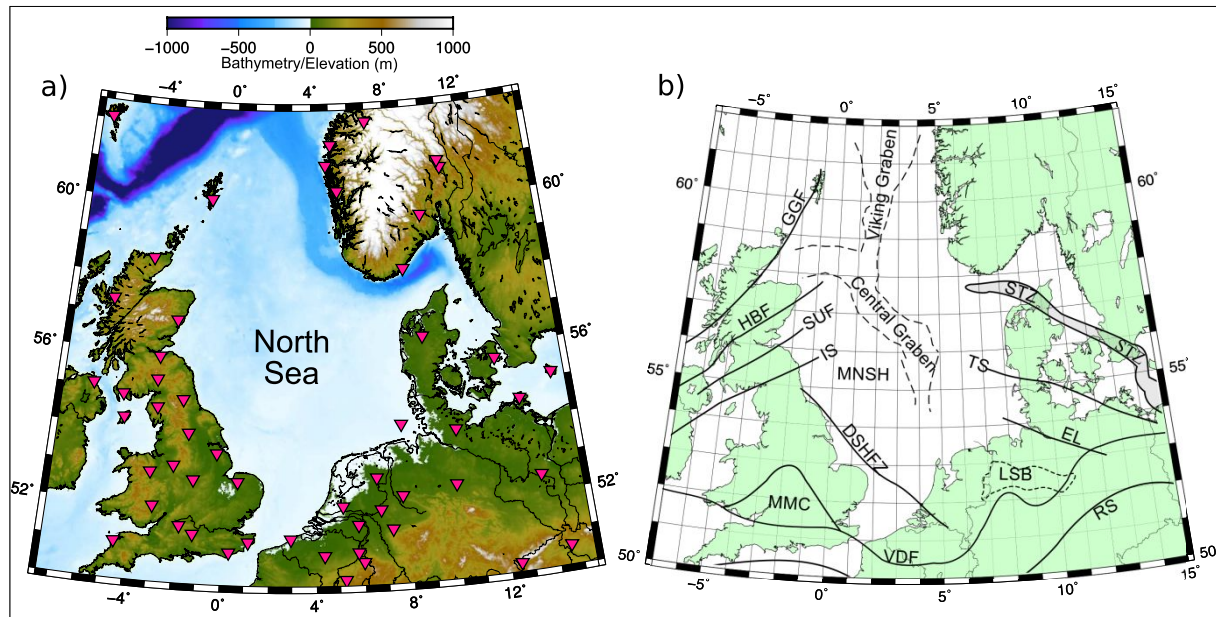 −1000 −500 0 500 1000
Bathymetry/Elevation (m)
a)
−4˚ 0˚ 4˚ 8˚ 12˚
60˚ 60˚
56˚ 56˚
52˚ 52˚
North
Sea
−4˚ 0˚ 4˚ 8˚ 12˚
b)
−5˚ 0˚ 5˚ 10˚ 15˚
60˚ 60˚
55˚ 55˚
50˚ 50˚
GGF
Viking Graben
HBF
SUF
IS
Central Graben
MNSH
STZ
STZ
TS
DSHFZ
EL
LSB
MMC
VDF
RS
−5˚ 0˚ 5˚ 10˚ 15˚